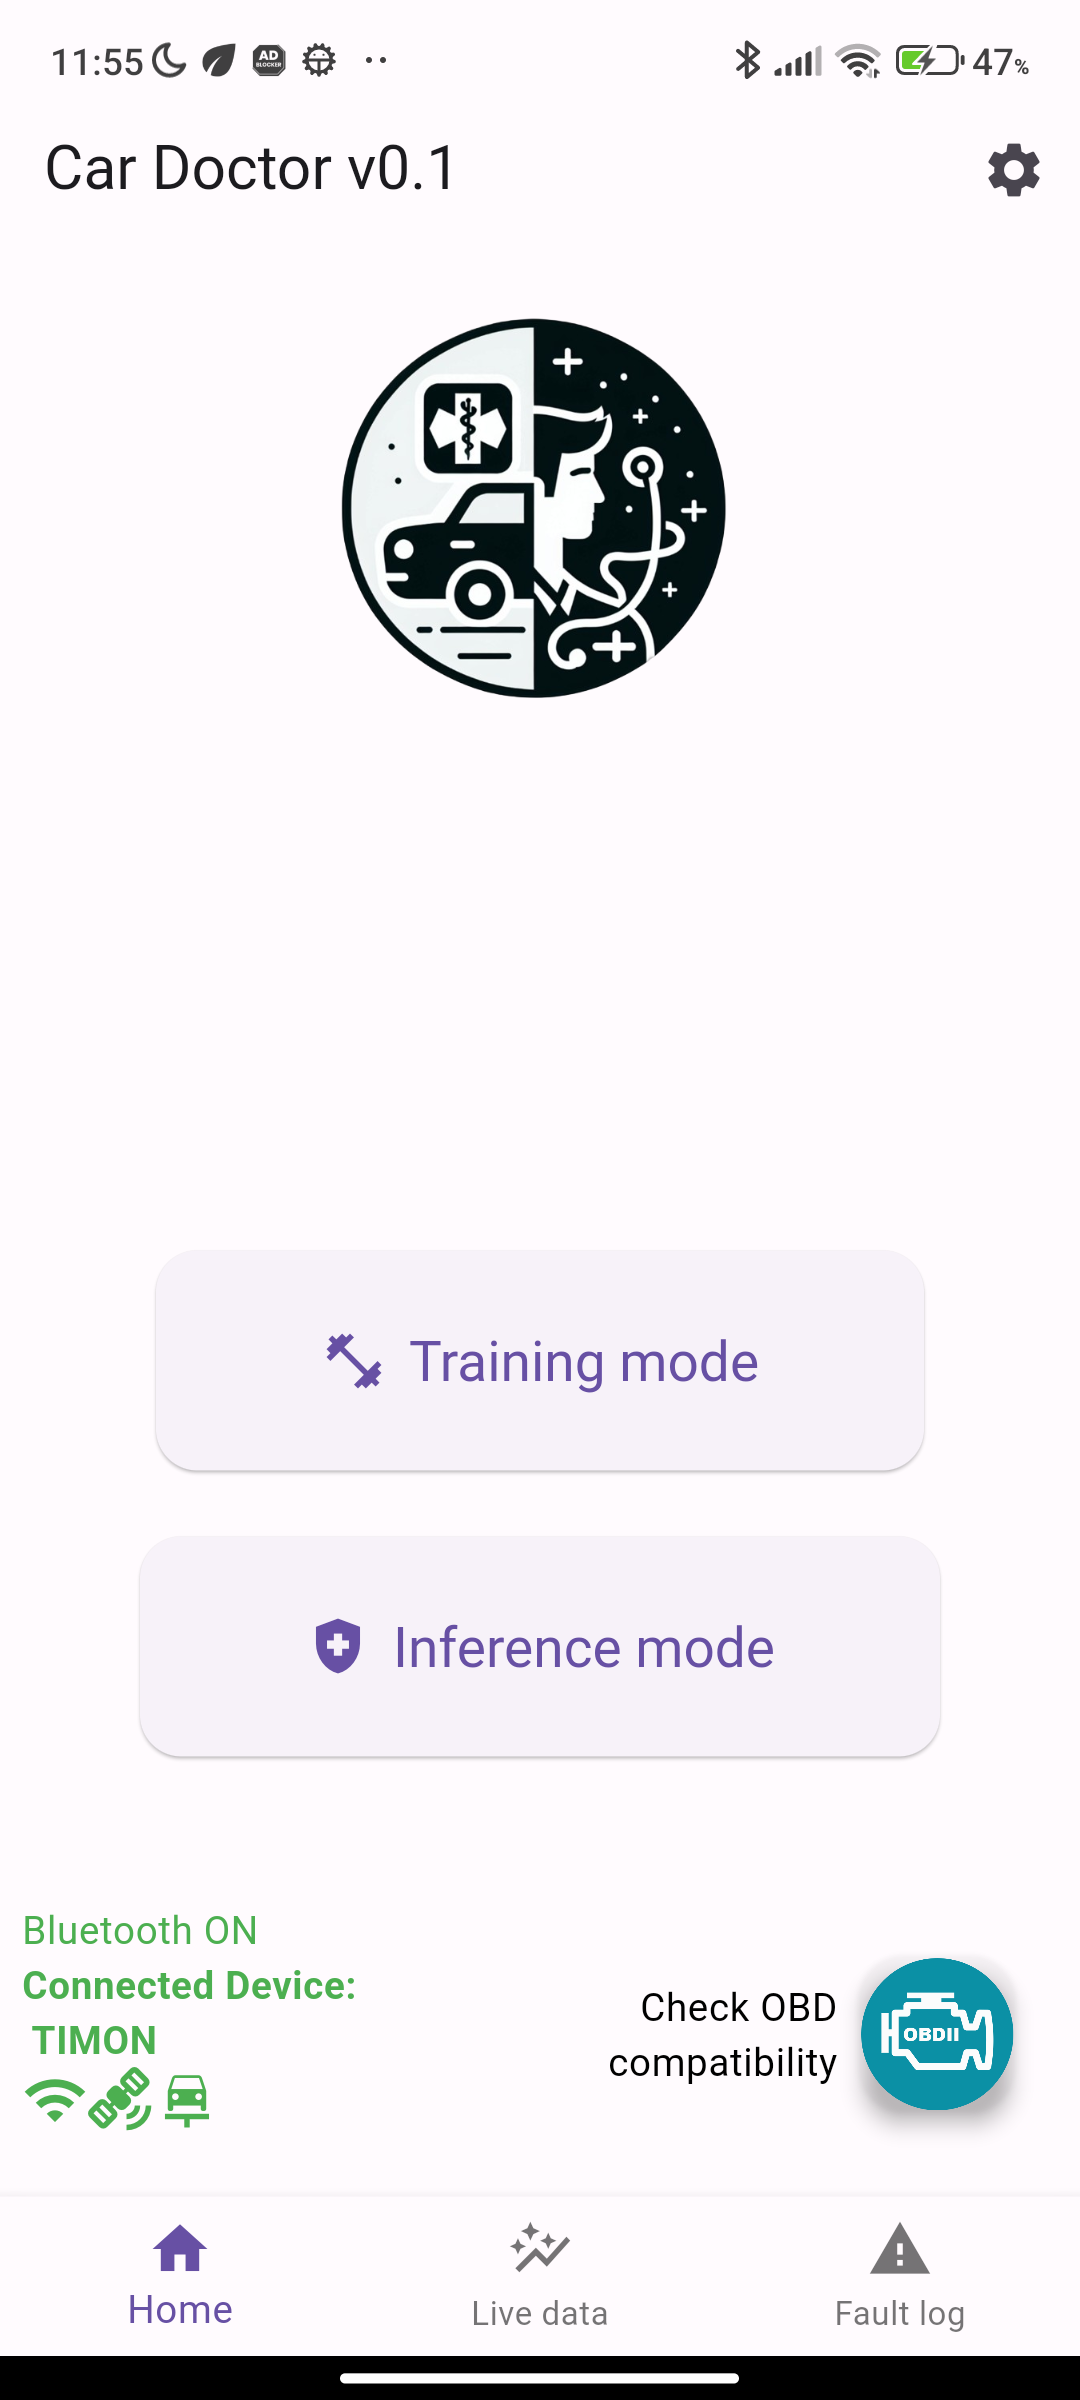 11:55
AD
BLOCKER
47%
Car Doctor v0.1
Training mode
Inference mode
Bluetooth ON
Connected Device:
TIMON
Check OBD
compatibility
OBDII
Home
Live data
Fault log